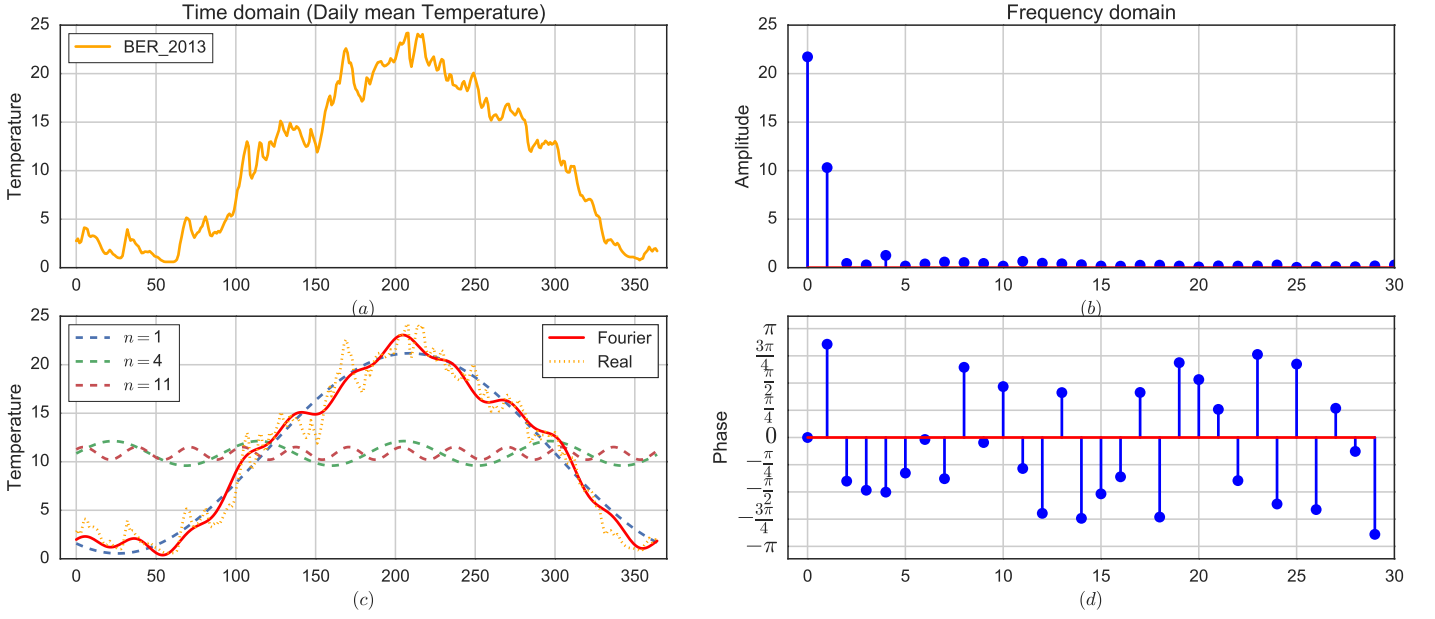 Time domain (Daily mean Temperature)
25
20
15
10
5
0
Temperature
BER_2013
0 50 100 150 200 250 300 350
(a)
Frequency domain
25
20
15
10
5
0
Amplitude
0 5 10 15 20 25 30
(b)
25
20
15
10
5
0
Temperature
n = 1
n = 4
n = 11
Fourier
Real
0 50 100 150 200 250 300 350
(c)
π
3π/4
π/2
π/4
0
−π/4
−π/2
−3π/4
−π
Phase
0 5 10 15 20 25 30
(d)